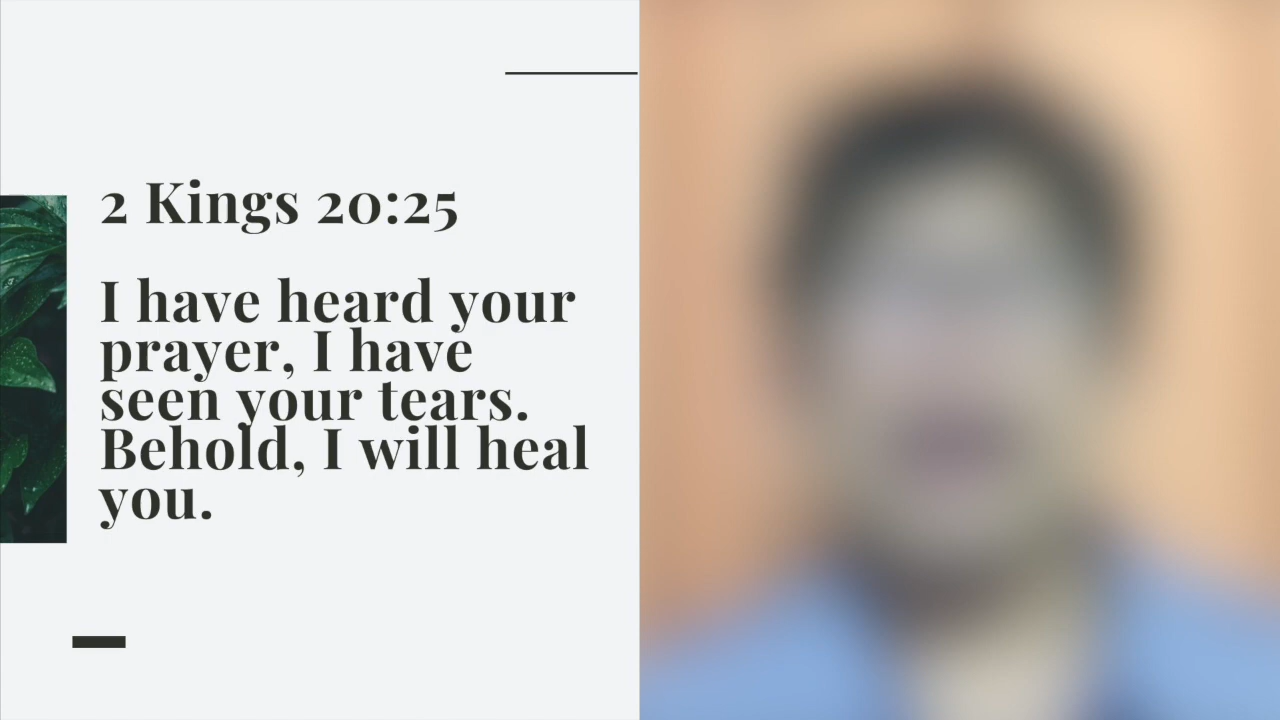 2 Kings 20:25
I have heard your
prayer, I have
seen your tears.
Behold, I will heal
you.